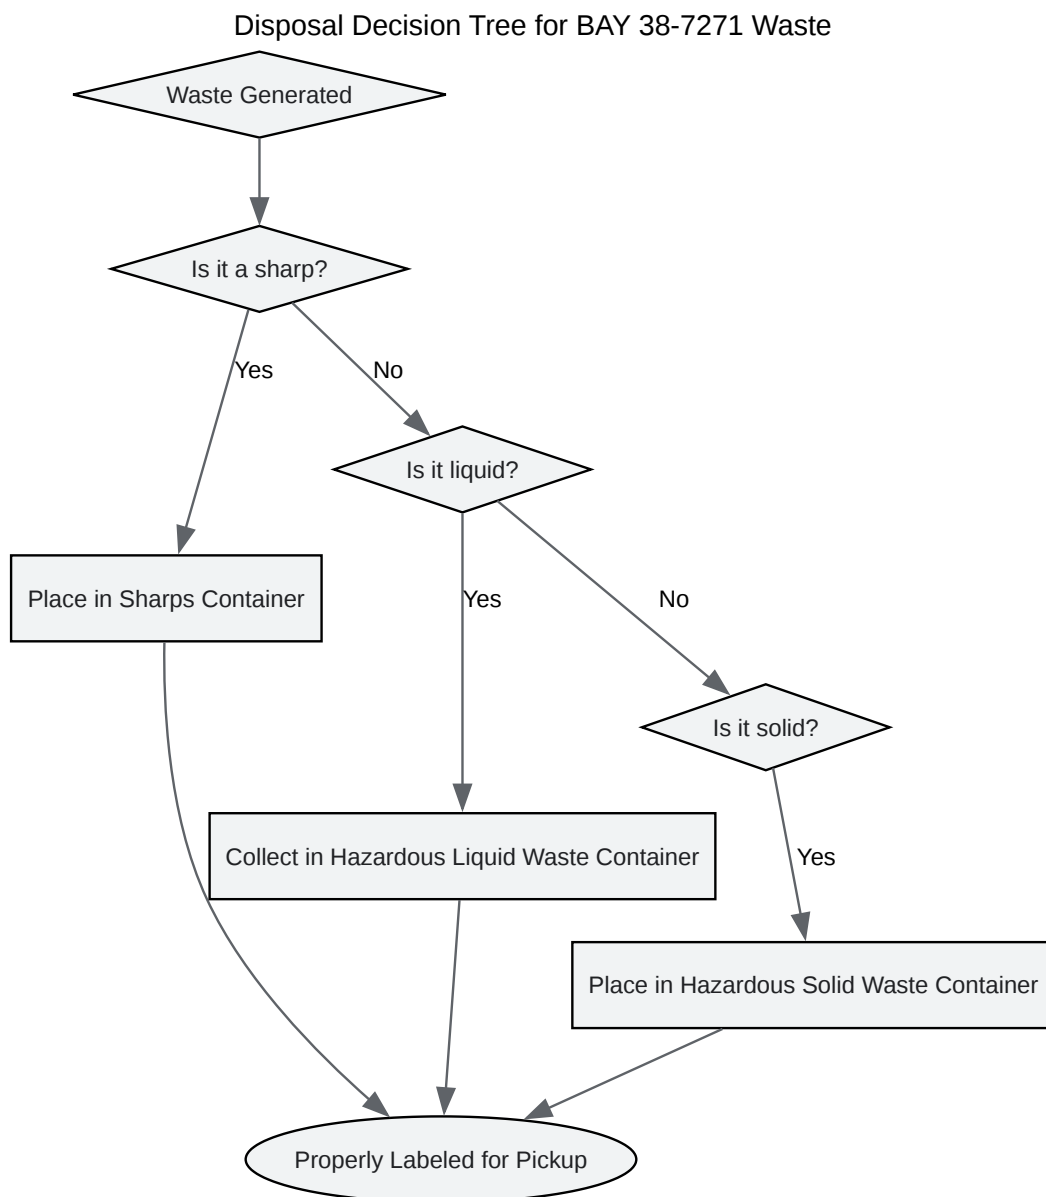 Disposal Decision Tree for BAY 38-7271 Waste
Waste Generated
Is it a sharp?
Yes
No
Is it liquid?
Place in Sharps Container
Yes
No
Is it solid?
Collect in Hazardous Liquid Waste Container
Yes
Place in Hazardous Solid Waste Container
Properly Labeled for Pickup